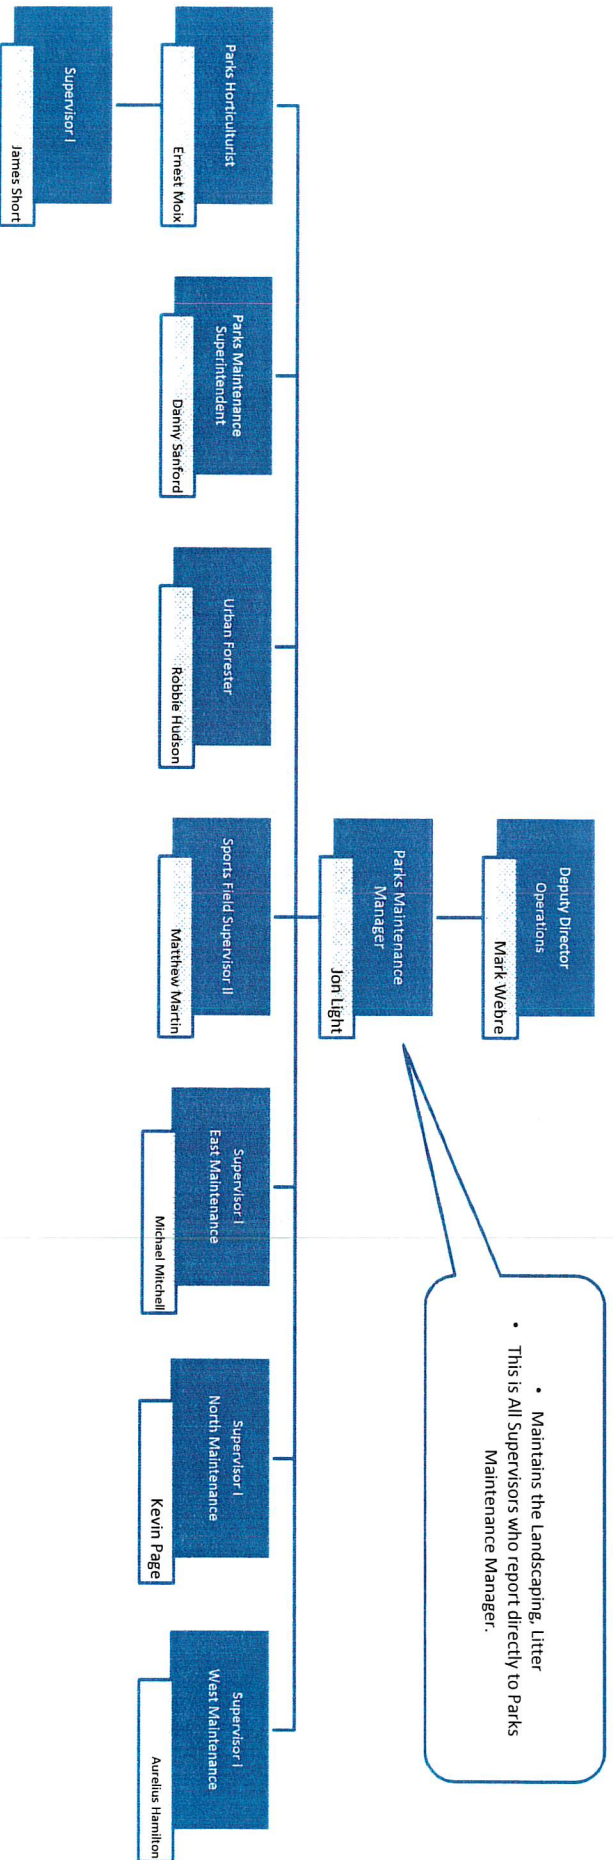 Deputy Director
Operations
Mark Webre
Parks Maintenance
Manager
Jon Light
• Maintains the Landscaping, Litter
• This is All Supervisors who report directly to Parks
Maintenance Manager.
Parks Horticulturist
Ernest Moix
Parks Maintenance
Superintendent
Danny Sanford
Urban Forester
Robbie Hudson
Sports Field Supervisor II
Matthew Martin
Supervisor I
East Maintenance
Michael Mitchell
Supervisor I
North Maintenance
Kevin Page
Supervisor I
West Maintenance
Aurelius Hamilton
Supervisor I
James Short